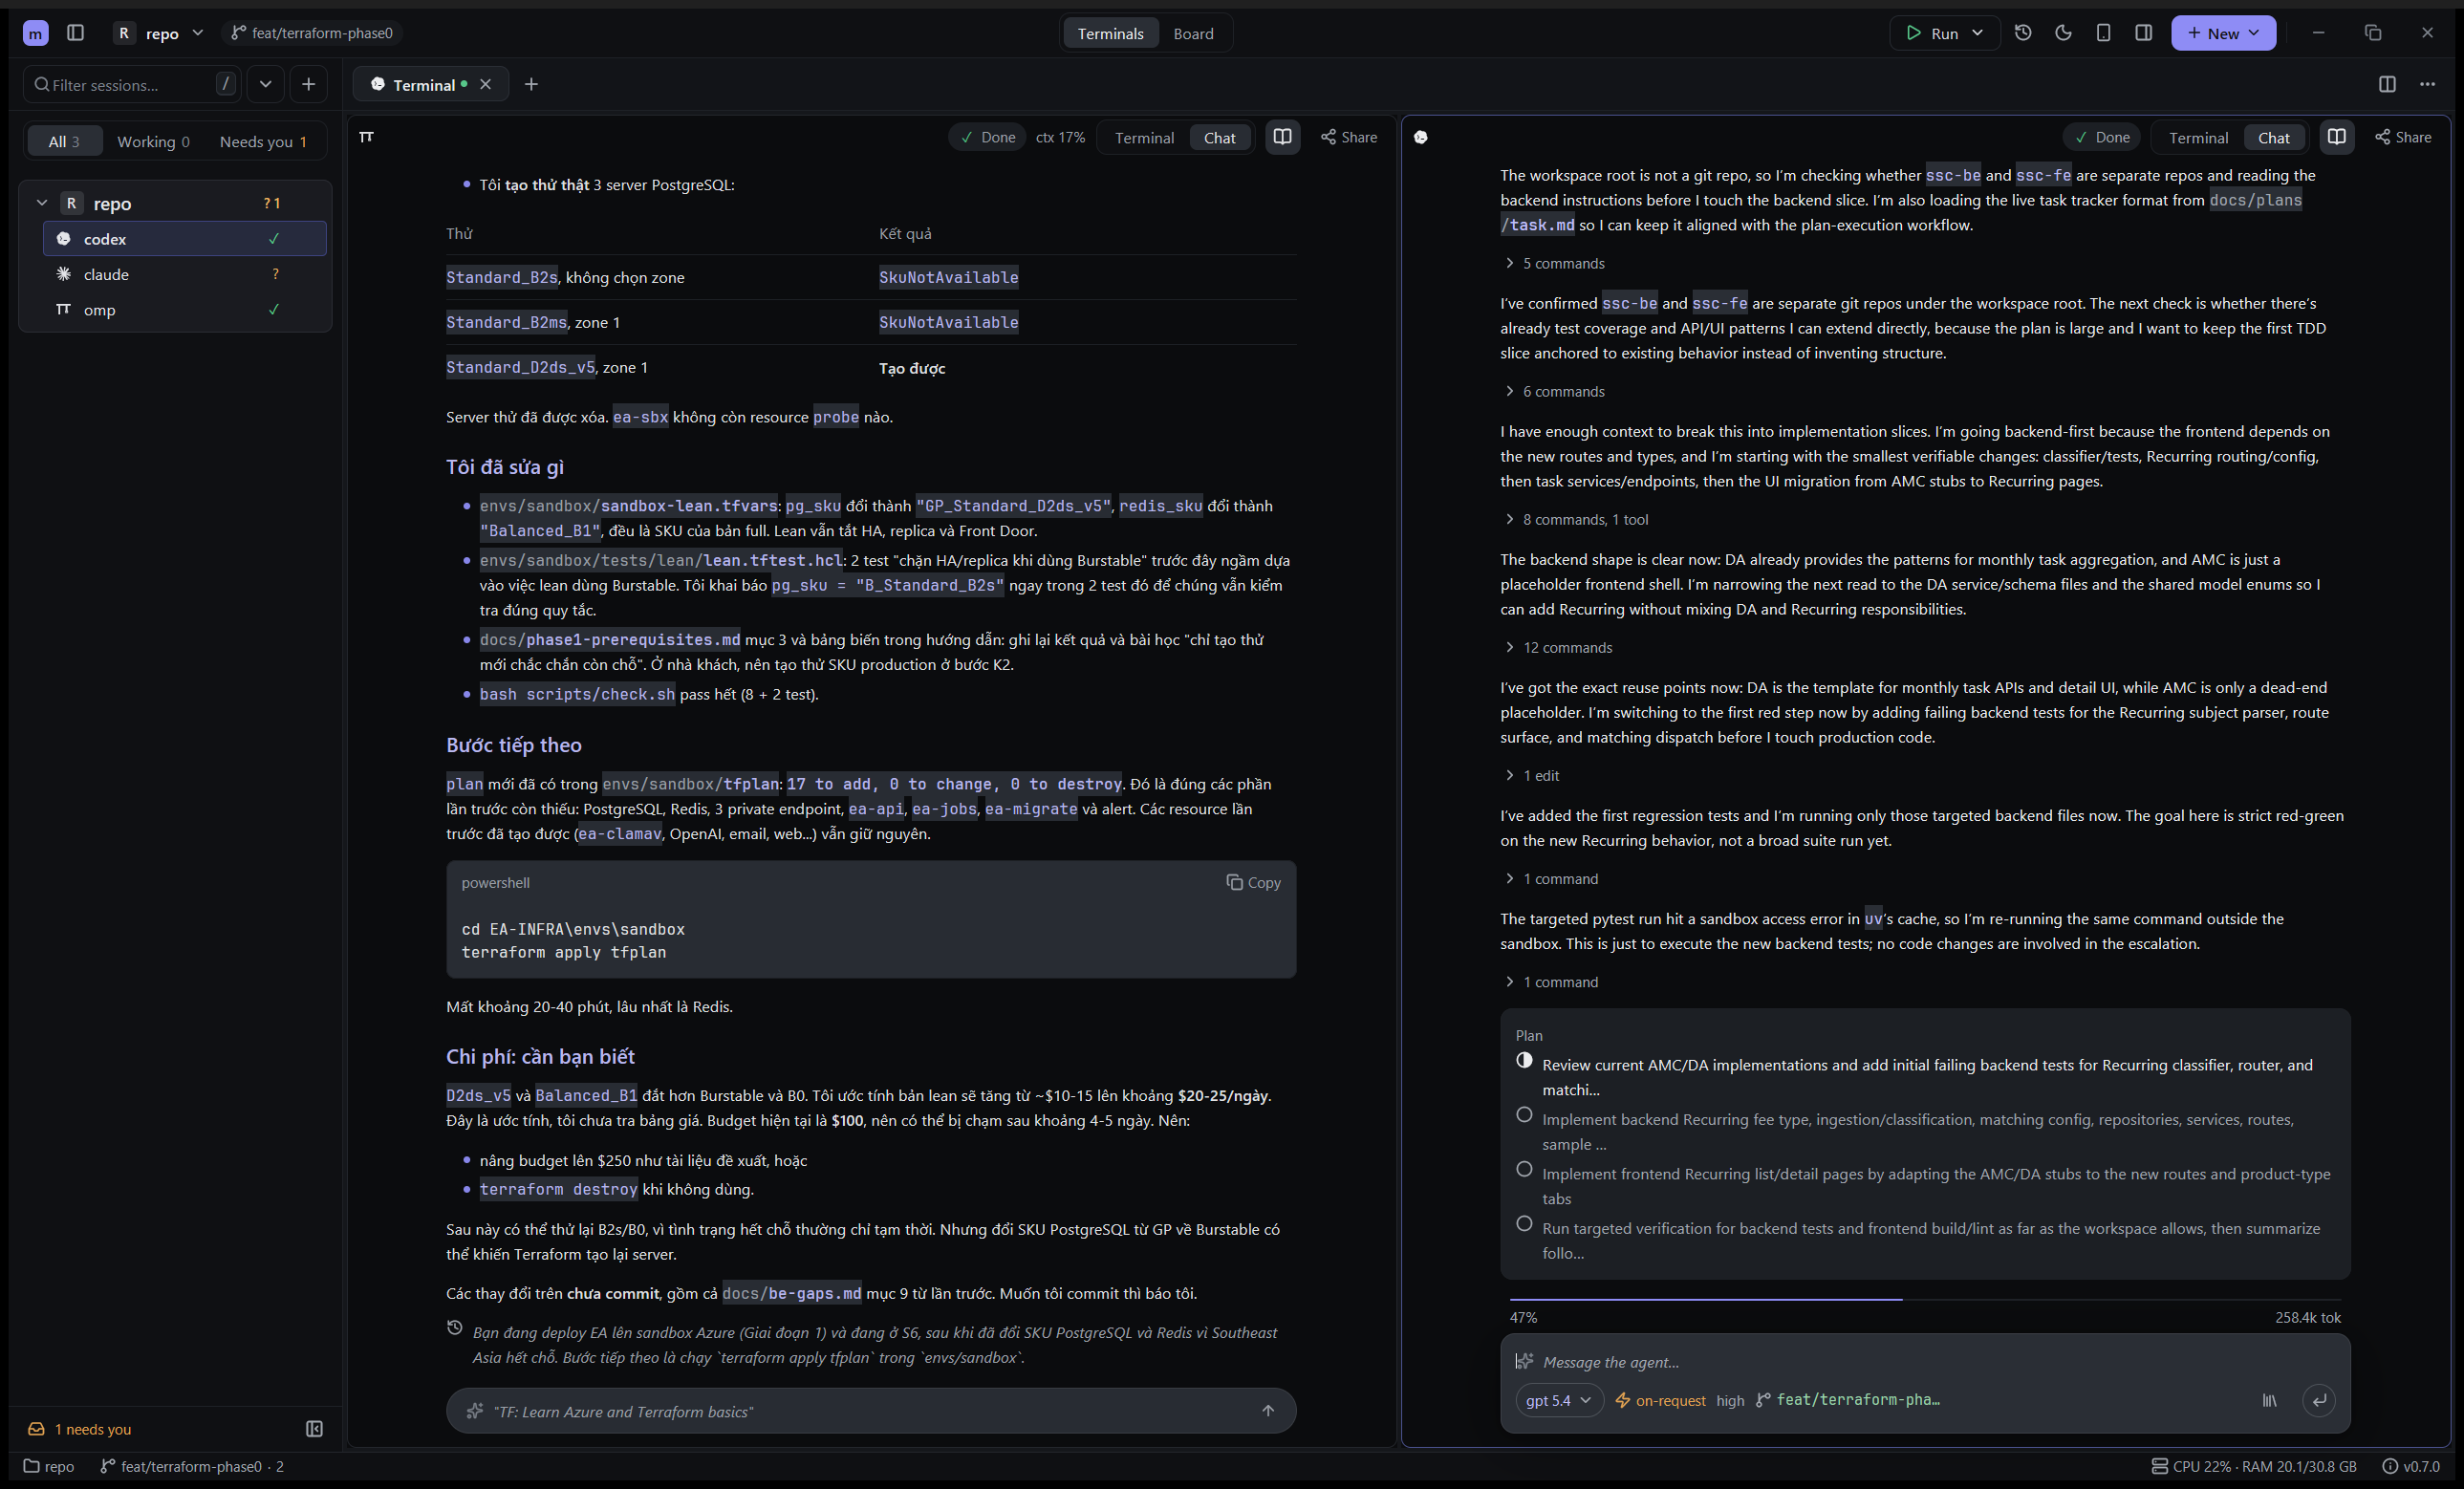 m
R repo
feat/terraform-phase0
Terminals Board
Run
+ New
Filter sessions... /
Terminal
All 3 Working 0 Needs you 1
R repo ? 1
codex ✓
claude ?
omp ✓
1 needs you
✓ Done ctx 17% Terminal Chat Share
• Tôi tạo thử thật 3 server PostgreSQL:
Thử Kết quả
Standard_B2s, không chọn zone SkuNotAvailable
Standard_B2ms, zone 1 SkuNotAvailable
Standard_D2ds_v5, zone 1 Tạo được
Server thử đã được xóa. ea-sbx không còn resource probe nào.
Tôi đã sửa gì
• envs/sandbox/sandbox-lean.tfvars: pg_sku đổi thành "GP_Standard_D2ds_v5", redis_sku đổi thành
"Balanced_B1", đều là SKU của bản full. Lean vẫn tắt HA, replica và Front Door.
• envs/sandbox/tests/lean/lean.tftest.hcl: 2 test "chặn HA/replica khi dùng Burstable" trước đây ngầm dựa
vào việc lean dùng Burstable. Tôi khai báo pg_sku = "B_Standard_B2s" ngay trong 2 test đó để chúng vẫn kiểm
tra đúng quy tắc.
• docs/phase1-prerequisites.md mục 3 và bảng biến trong hướng dẫn: ghi lại kết quả và bài học "chỉ tạo thử
mới chắc chắn còn chỗ". Ở nhà khách, nên tạo thử SKU production ở bước K2.
• bash scripts/check.sh pass hết (8 + 2 test).
Bước tiếp theo
plan mới đã có trong envs/sandbox/tfplan: 17 to add, 0 to change, 0 to destroy. Đó là đúng các phần
lần trước còn thiếu: PostgreSQL, Redis, 3 private endpoint, ea-api, ea-jobs, ea-migrate và alert. Các resource lần
trước đã tạo được (ea-clamav, OpenAI, email, web...) vẫn giữ nguyên.
powershell Copy
cd EA-INFRA\envs\sandbox
terraform apply tfplan
Mất khoảng 20-40 phút, lâu nhất là Redis.
Chi phí: cần bạn biết
D2ds_v5 và Balanced_B1 đắt hơn Burstable và B0. Tôi ước tính bản lean sẽ tăng từ ~$10-15 lên khoảng $20-25/ngày.
Đây là ước tính, tôi chưa tra bảng giá. Budget hiện tại là $100, nên có thể bị chạm sau khoảng 4-5 ngày. Nên:
• nâng budget lên $250 như tài liệu đề xuất, hoặc
• terraform destroy khi không dùng.
Sau này có thể thử lại B2s/B0, vì tình trạng hết chỗ thường chỉ tạm thời. Nhưng đổi SKU PostgreSQL từ GP về Burstable có
thể khiến Terraform tạo lại server.
Các thay đổi trên chưa commit, gồm cả docs/be-gaps.md mục 9 từ lần trước. Muốn tôi commit thì báo tôi.
Bạn đang deploy EA lên sandbox Azure (Giai đoạn 1) và đang ở S6, sau khi đã đổi SKU PostgreSQL và Redis vì Southeast
Asia hết chỗ. Bước tiếp theo là chạy `terraform apply tfplan` trong `envs/sandbox`.
"TF: Learn Azure and Terraform basics"
✓ Done Terminal Chat Share
The workspace root is not a git repo, so I'm checking whether ssc-be and ssc-fe are separate repos and reading the
backend instructions before I touch the backend slice. I'm also loading the live task tracker format from docs/plans
/task.md so I can keep it aligned with the plan-execution workflow.
5 commands
I've confirmed ssc-be and ssc-fe are separate git repos under the workspace root. The next check is whether there's
already test coverage and API/UI patterns I can extend directly, because the plan is large and I want to keep the first TDD
slice anchored to existing behavior instead of inventing structure.
6 commands
I have enough context to break this into implementation slices. I'm going backend-first because the frontend depends on
the new routes and types, and I'm starting with the smallest verifiable changes: classifier/tests, Recurring routing/config,
then task services/endpoints, then the UI migration from AMC stubs to Recurring pages.
8 commands, 1 tool
The backend shape is clear now: DA already provides the patterns for monthly task aggregation, and AMC is just a
placeholder frontend shell. I'm narrowing the next read to the DA service/schema files and the shared model enums so I
can add Recurring without mixing DA and Recurring responsibilities.
12 commands
I've got the exact reuse points now: DA is the template for monthly task APIs and detail UI, while AMC is only a dead-end
placeholder. I'm switching to the first red step now by adding failing backend tests for the Recurring subject parser, route
surface, and matching dispatch before I touch production code.
1 edit
I've added the first regression tests and I'm running only those targeted backend files now. The goal here is strict red-green
on the new Recurring behavior, not a broad suite run yet.
1 command
The targeted pytest run hit a sandbox access error in uv's cache, so I'm re-running the same command outside the
sandbox. This is just to execute the new backend tests; no code changes are involved in the escalation.
1 command
Plan
Review current AMC/DA implementations and add initial failing backend tests for Recurring classifier, router, and
matchi...
Implement backend Recurring fee type, ingestion/classification, matching config, repositories, services, routes,
sample ...
Implement frontend Recurring list/detail pages by adapting the AMC/DA stubs to the new routes and product-type
tabs
Run targeted verification for backend tests and frontend build/lint as far as the workspace allows, then summarize
follo...
47% 258.4k tok
Message the agent...
gpt 5.4 on-request high feat/terraform-pha...
repo feat/terraform-phase0 · 2
CPU 22% · RAM 20.1/30.8 GB v0.7.0